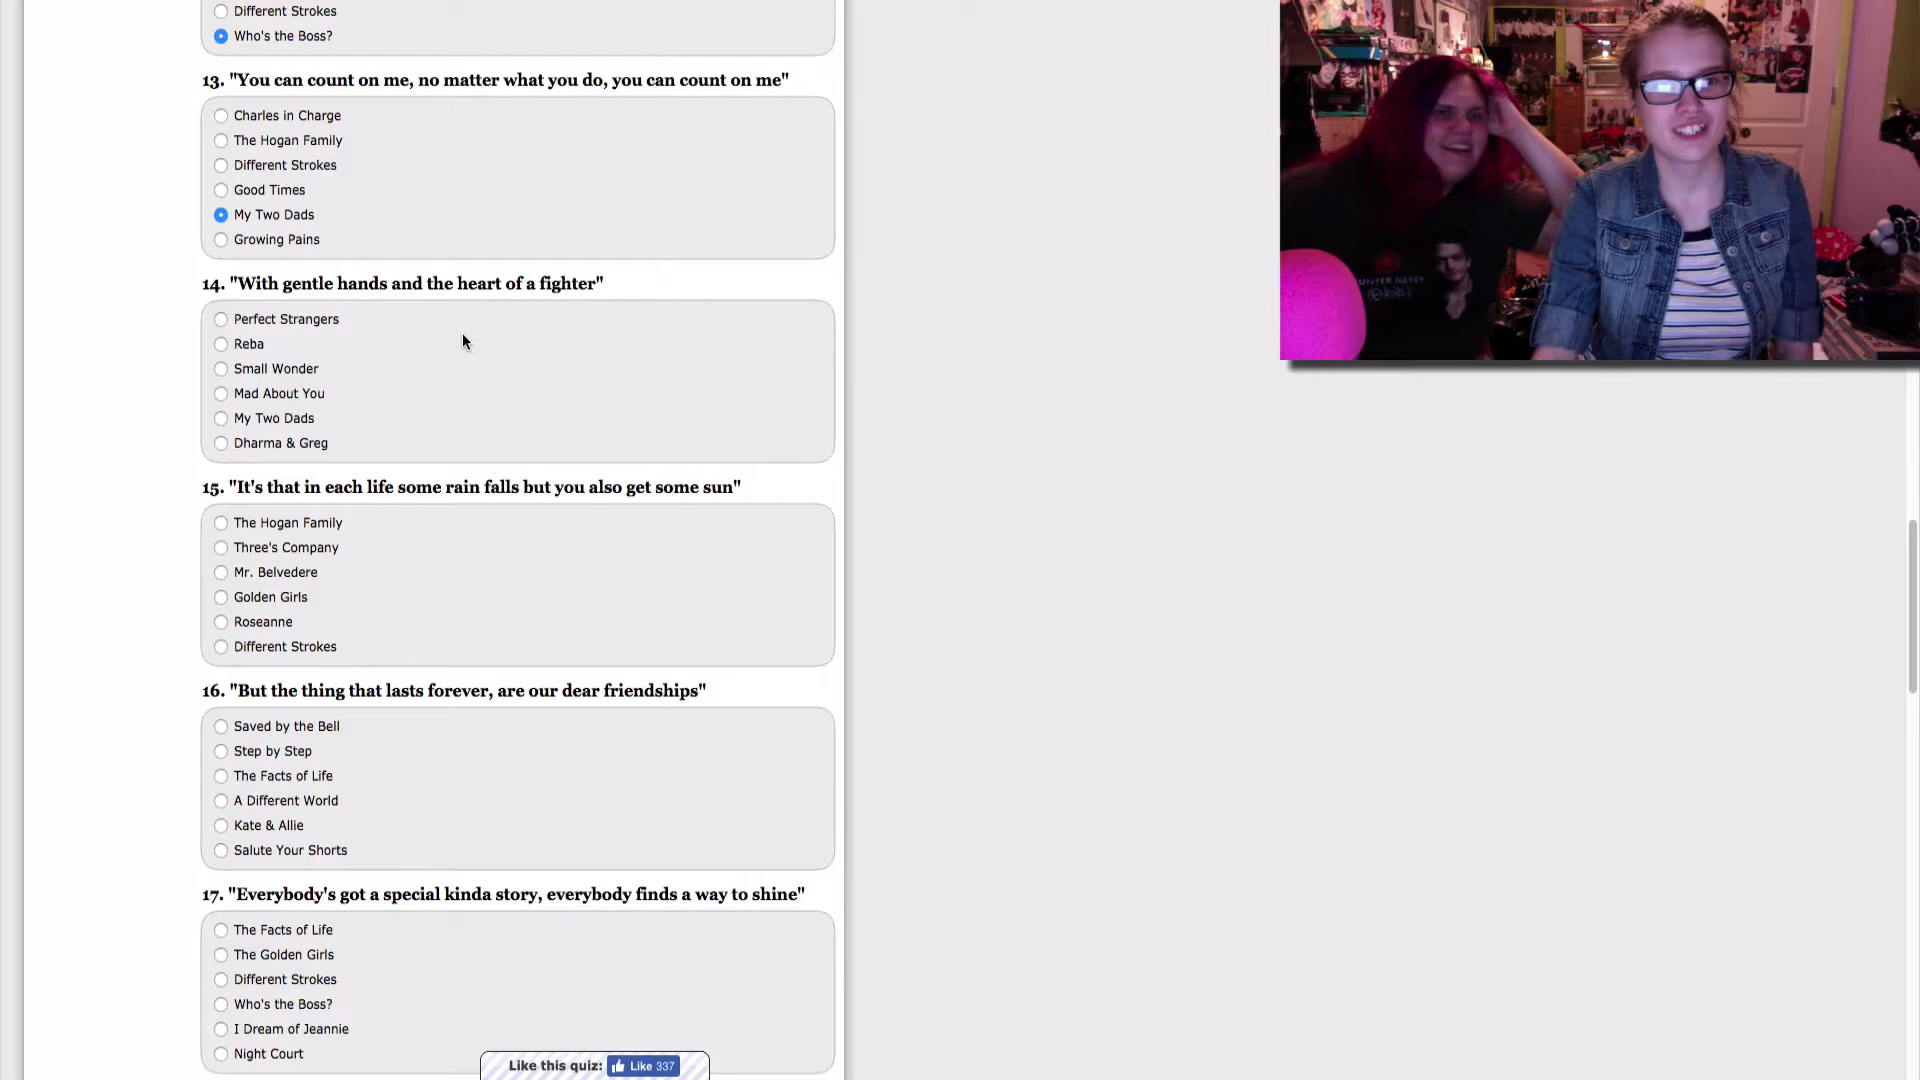 Different Strokes
Who's the Boss?
13. "You can count on me, no matter what you do, you can count on me"
Charles in Charge
The Hogan Family
Different Strokes
Good Times
My Two Dads
Growing Pains
14. "With gentle hands and the heart of a fighter"
Perfect Strangers
Reba
Small Wonder
Mad About You
My Two Dads
Dharma & Greg
15. "It's that in each life some rain falls but you also get some sun"
The Hogan Family
Three's Company
Mr. Belvedere
Golden Girls
Roseanne
Different Strokes
16. "But the thing that lasts forever, are our dear friendships"
Saved by the Bell
Step by Step
The Facts of Life
A Different World
Kate & Allie
Salute Your Shorts
17. "Everybody's got a special kinda story, everybody finds a way to shine"
The Facts of Life
The Golden Girls
Different Strokes
Who's the Boss?
I Dream of Jeannie
Night Court
Like this quiz: Like 337